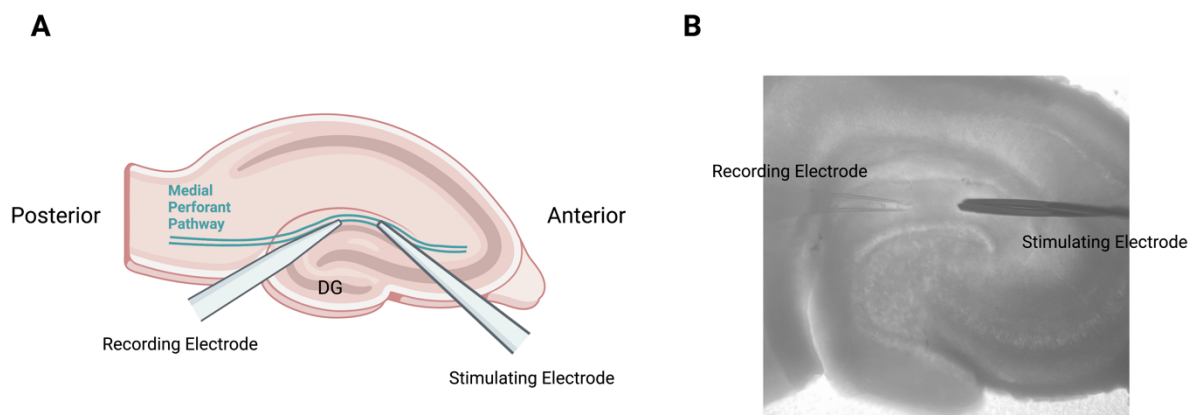 A
B
Medial
Perforant
Pathway
Posterior
Anterior
DG
Recording Electrode
Stimulating Electrode
Recording Electrode
Stimulating Electrode